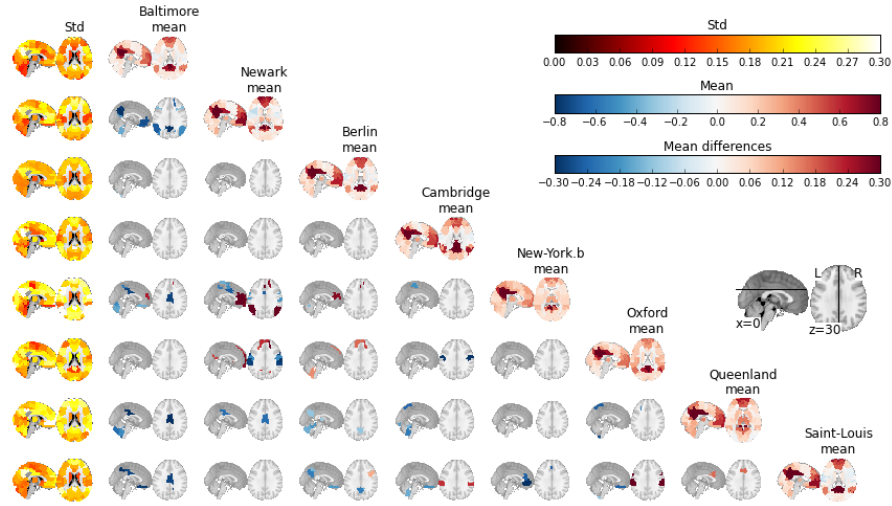 Std
Baltimore
mean
Newark
mean
Berlin
mean
Cambridge
mean
New-York.b
mean
Oxford
mean
Queenland
mean
Saint-Louis
mean
Std
0.00 0.03 0.06 0.09 0.12 0.15 0.18 0.21 0.24 0.27 0.30
Mean
−0.8 −0.6 −0.4 −0.2 0.0 0.2 0.4 0.6 0.8
Mean differences
−0.30 −0.24 −0.18 −0.12 −0.06 0.00 0.06 0.12 0.18 0.24 0.30
L R
x=0 z=30